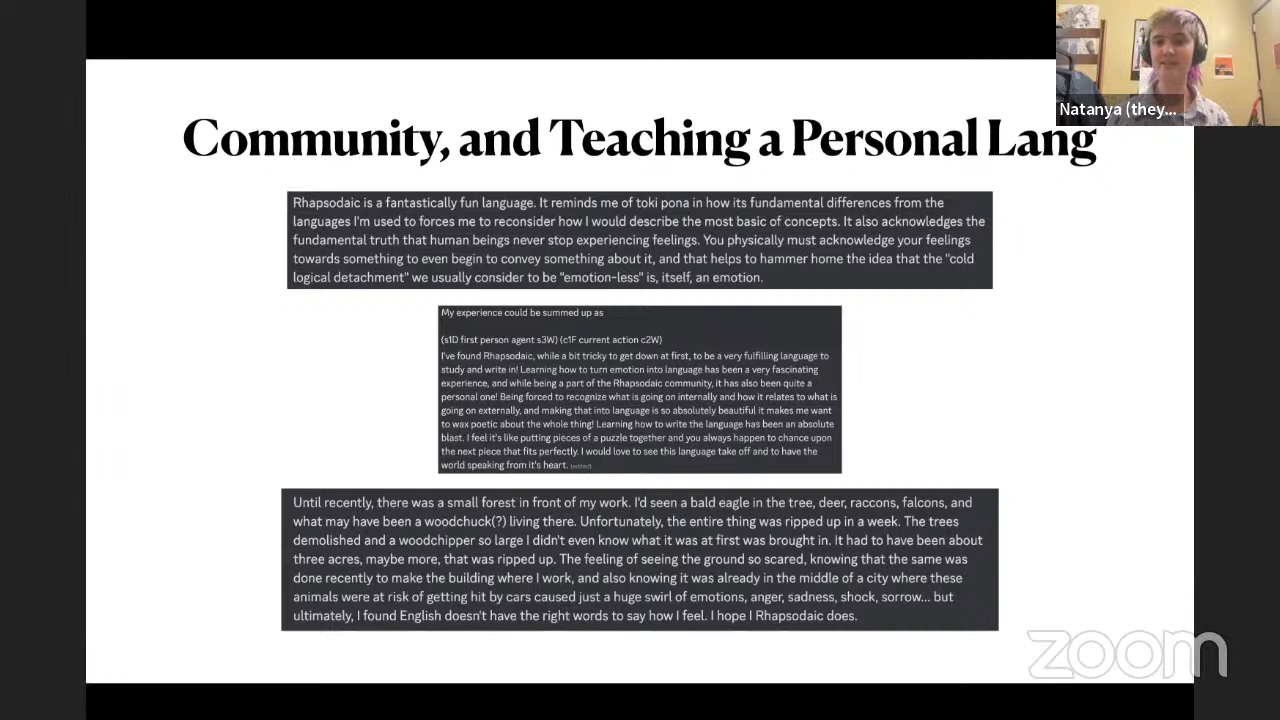 Natanya (they...
Community, and Teaching a Personal Lang
Rhapsodaic is a fantastically fun language. It reminds me of toki pona in how its fundamental differences from the
languages I'm used to forces me to reconsider how I would describe the most basic of concepts. It also acknowledges the
fundamental truth that human beings never stop experiencing feelings. You physically must acknowledge your feelings
towards something to even begin to convey something about it, and that helps to hammer home the idea that the "cold
logical detachment" we usually consider to be "emotion-less" is, itself, an emotion.
My experience could be summed up as
(s1D first person agent s3W) (c1F current action c2W)
I've found Rhapsodaic, while a bit tricky to get down at first, to be a very fulfilling language to
study and write in! Learning how to turn emotion into language has been a very fascinating
experience, and while being a part of the Rhapsodaic community, it has also been quite a
personal one! Being forced to recognize what is going on internally and how it relates to what is
going on externally, and making that into language is so absolutely beautiful it makes me want
to wax poetic about the whole thing! Learning how to write the language has been an absolute
blast. I feel it's like putting pieces of a puzzle together and you always happen to chance upon
the next piece that fits perfectly. I would love to see this language take off and to have the
world speaking from it's heart. (edited)
Until recently, there was a small forest in front of my work. I'd seen a bald eagle in the tree, deer, raccons, falcons, and
what may have been a woodchuck(?) living there. Unfortunately, the entire thing was ripped up in a week. The trees
demolished and a woodchipper so large I didn't even know what it was at first was brought in. It had to have been about
three acres, maybe more, that was ripped up. The feeling of seeing the ground so scared, knowing that the same was
done recently to make the building where I work, and also knowing it was already in the middle of a city where these
animals were at risk of getting hit by cars caused just a huge swirl of emotions, anger, sadness, shock, sorrow... but
ultimately, I found English doesn't have the right words to say how I feel. I hope I Rhapsodaic does.
zoom